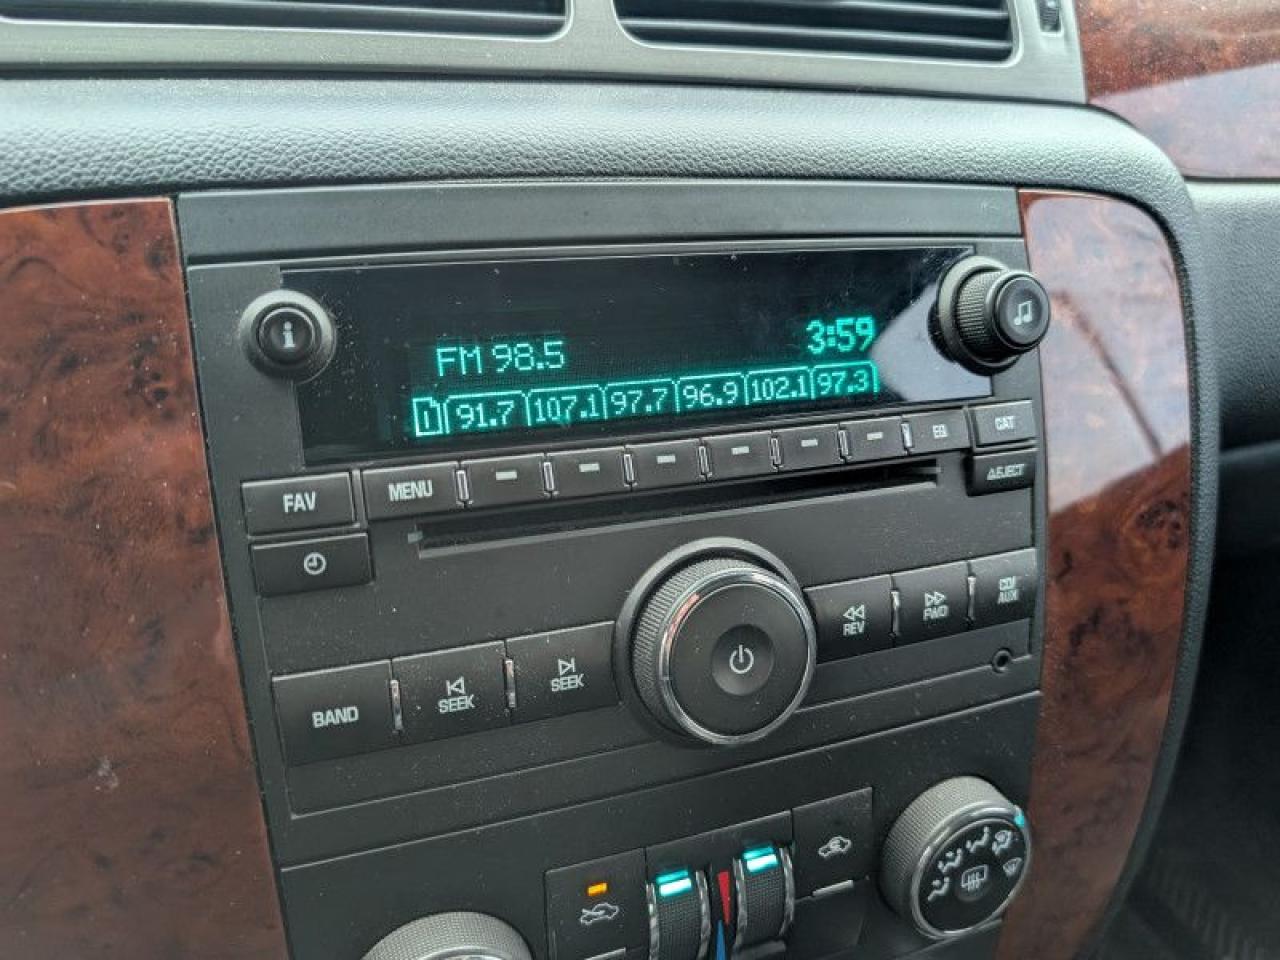 FM 98.5 3:59
1 91.7 107.1 97.7 96.9 102.1 97.3
FAV MENU EQ CAT
EJECT
REV FWD CD/
AUX
BAND SEEK SEEK